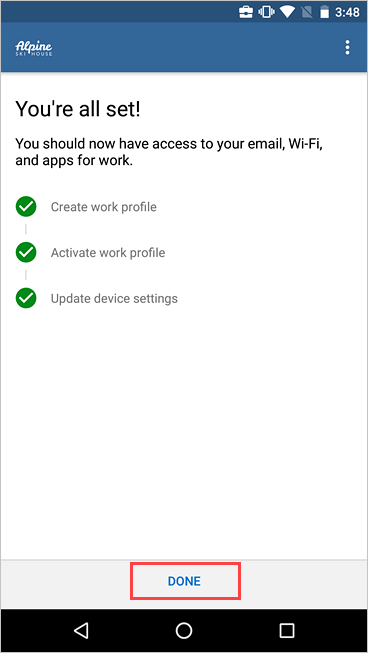 3:48
Alpine
SKI HOUSE
You're all set!
You should now have access to your email, Wi-Fi,
and apps for work.
Create work profile
Activate work profile
Update device settings
DONE